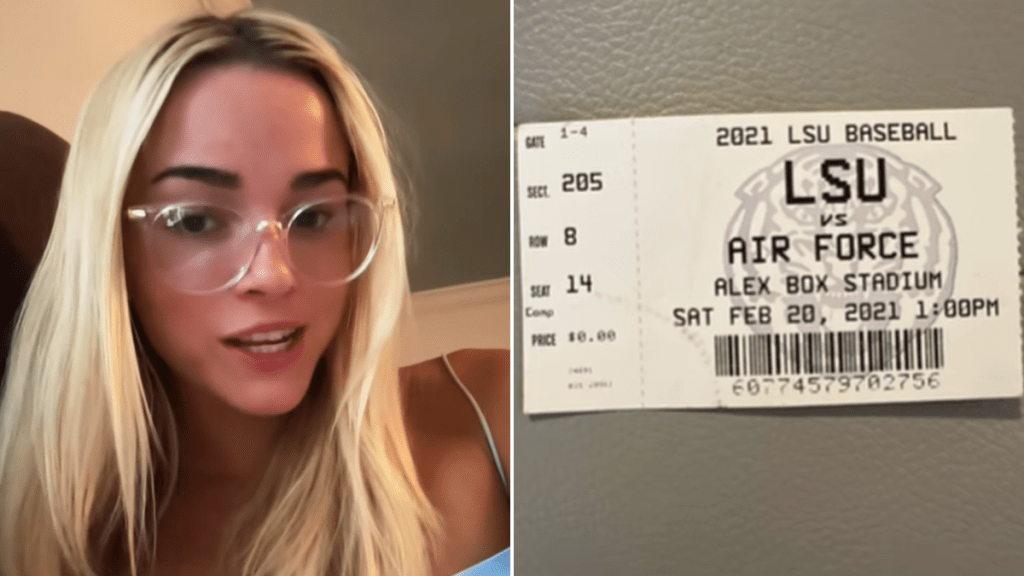 GATE 1-4
SECT. 205
ROW 8
SEAT 14
Comp
PRICE $0.00
2021 LSU BASEBALL
LSU
VS
AIR FORCE
ALEX BOX STADIUM
SAT FEB 20, 2021 1:00PM
60774579702756